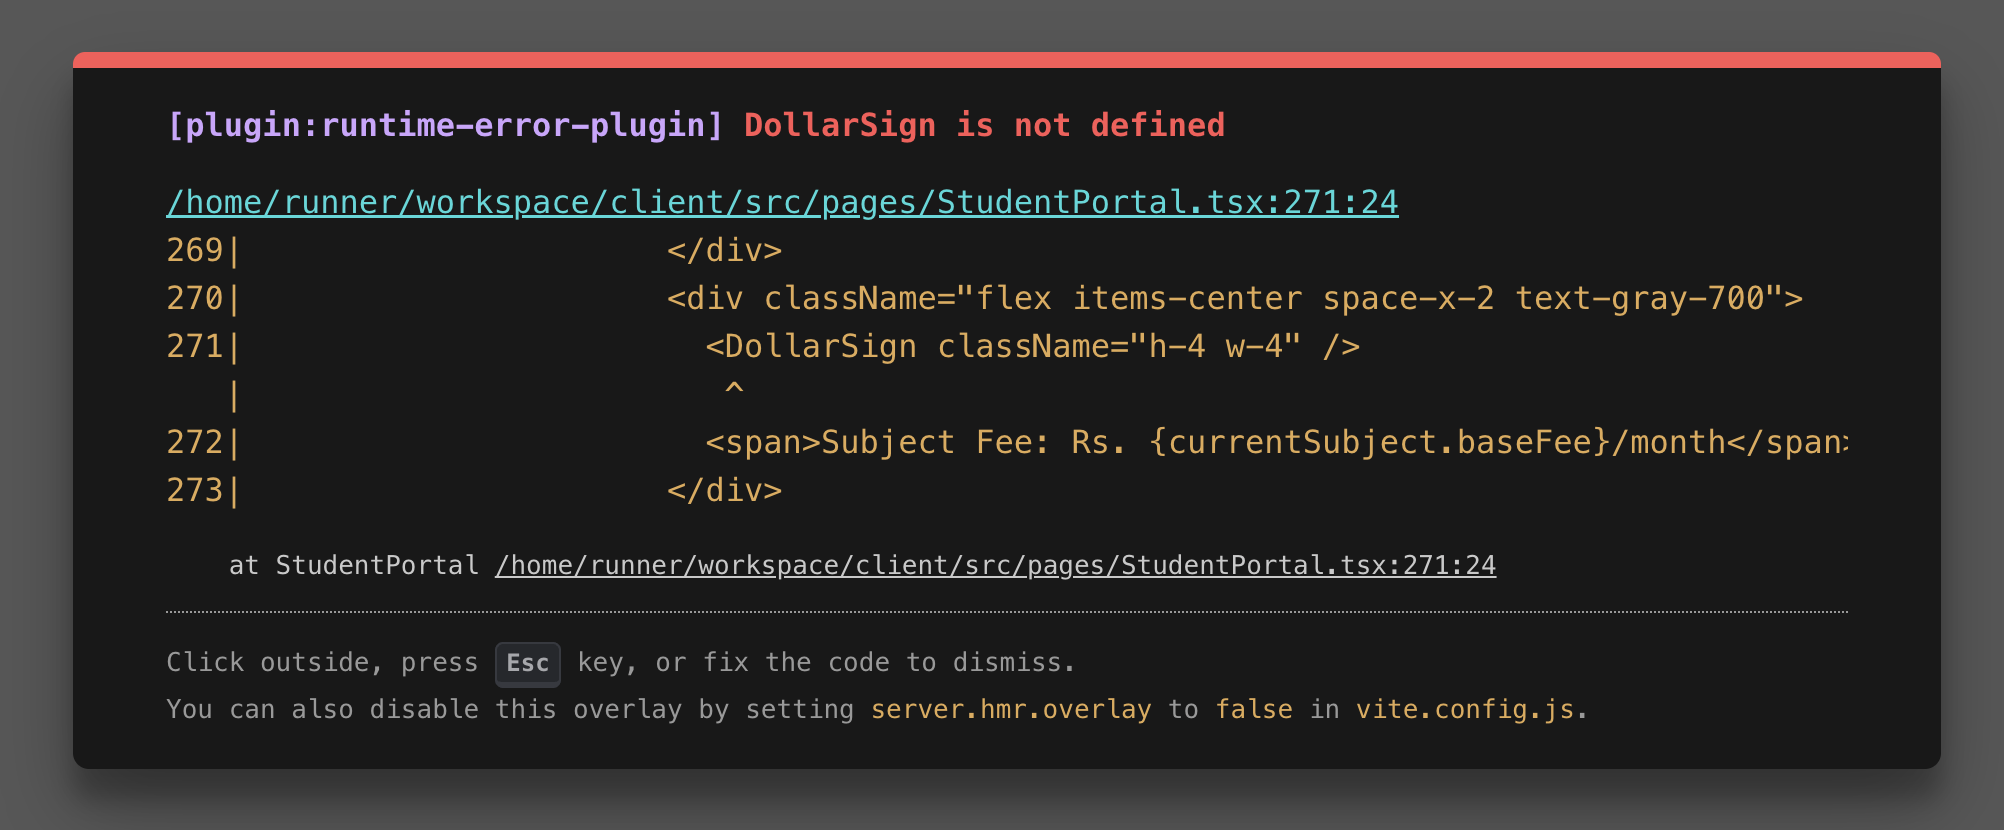 [plugin:runtime-error-plugin] DollarSign is not defined
/home/runner/workspace/client/src/pages/StudentPortal.tsx:271:24
269|                      </div>
270|                      <div className="flex items-center space-x-2 text-gray-700">
271|                        <DollarSign className="h-4 w-4" />
   |                         ^
272|                        <span>Subject Fee: Rs. {currentSubject.baseFee}/month</span>
273|                      </div>
at StudentPortal /home/runner/workspace/client/src/pages/StudentPortal.tsx:271:24
Click outside, press Esc key, or fix the code to dismiss.
You can also disable this overlay by setting server.hmr.overlay to false in vite.config.js.